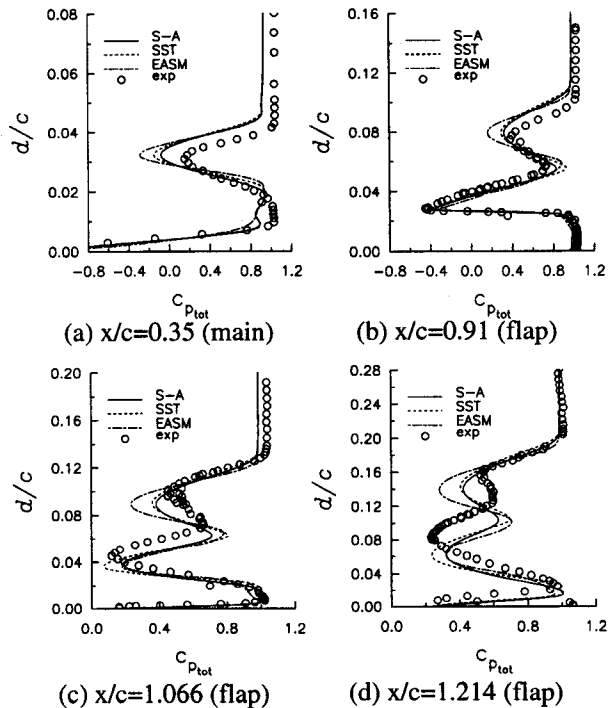 0.08
0.06
0.04
0.02
0.00
d/c
S-A
SST
EASM
exp
-0.8 -0.4 0.0 0.4 0.8 1.2
Cptot
(a) x/c=0.35 (main)
0.16
0.12
0.08
0.04
0.00
d/c
S-A
SST
EASM
exp
-0.8 -0.4 0.0 0.4 0.8 1.2
Cptot
(b) x/c=0.91 (flap)
0.20
0.16
0.12
0.08
0.04
0.00
d/c
S-A
SST
EASM
exp
0.0 0.4 0.8 1.2
Cptot
(c) x/c=1.066 (flap)
0.28
0.24
0.20
0.16
0.12
0.08
0.04
0.00
d/c
S-A
SST
EASM
exp
0.0 0.4 0.8 1.2
Cptot
(d) x/c=1.214 (flap)